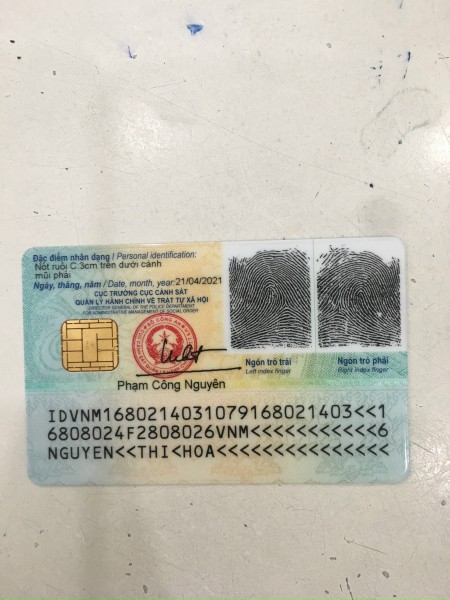 Đặc điểm nhân dạng / Personal identification:
Nốt ruồi C 3cm trên dưới cánh
mũi phải
Ngày, tháng, năm / Date, month, year: 21/04/2021
CỤC TRƯỞNG CỤC CẢNH SÁT
QUẢN LÝ HÀNH CHÍNH VỀ TRẬT TỰ XÃ HỘI
DIRECTOR GENERAL OF THE POLICE DEPARTMENT
FOR ADMINISTRATIVE MANAGEMENT OF SOCIAL ORDER
Phạm Công Nguyên
Ngón trỏ trái
Left index finger
Ngón trỏ phải
Right index finger
IDVNM1680214031079168021403<<1
6808024F2808026VNM<<<<<<<<<<<6
NGUYEN<<THI<HOA<<<<<<<<<<<<<<<